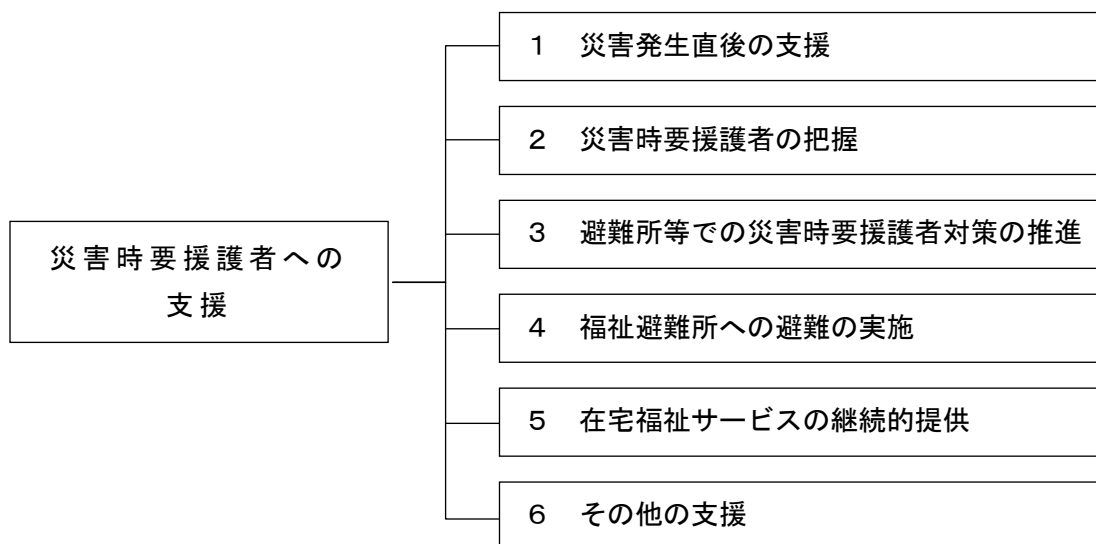 災害時要援護者への
支援
１　災害発生直後の支援
２　災害時要援護者の把握
３　避難所等での災害時要援護者対策の推進
４　福祉避難所への避難の実施
５　在宅福祉サービスの継続的提供
６　その他の支援